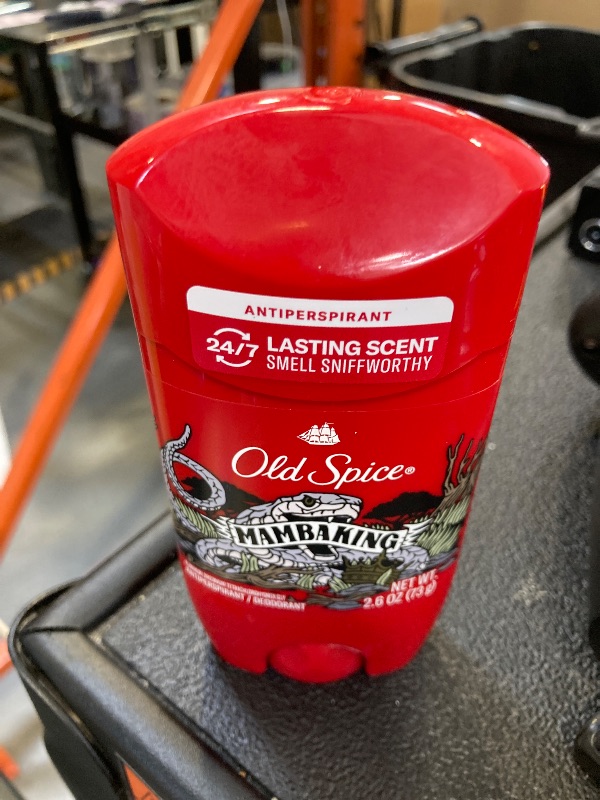 ANTIPERSPIRANT
24/7 LASTING SCENT
SMELL SNIFFWORTHY
Old Spice®
MAMBAKING
ANTIPERSPIRANT / DEODORANT
NET WT.
2.6 OZ (73 g)